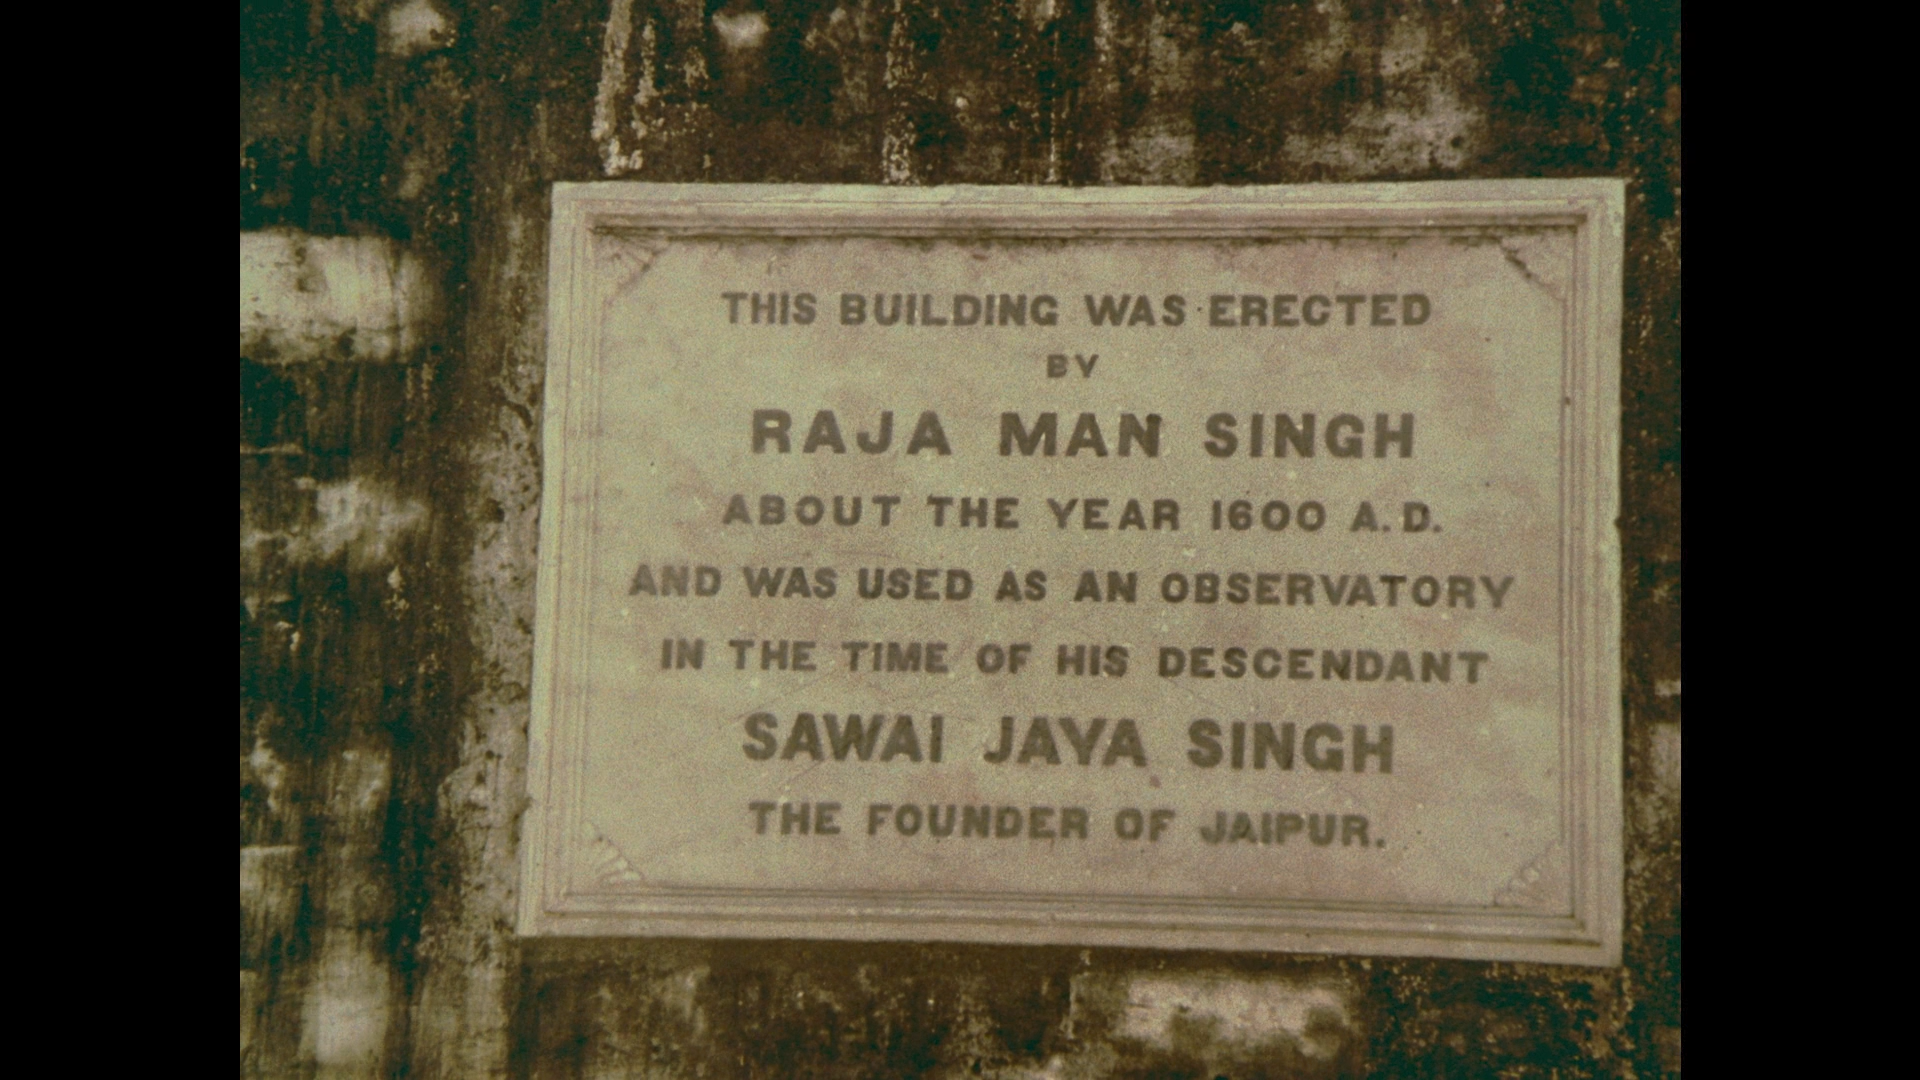 THIS BUILDING WAS ERECTED
BY
RAJA MAN SINGH
ABOUT THE YEAR 1600 A.D.
AND WAS USED AS AN OBSERVATORY
IN THE TIME OF HIS DESCENDANT
SAWAI JAYA SINGH
THE FOUNDER OF JAIPUR.